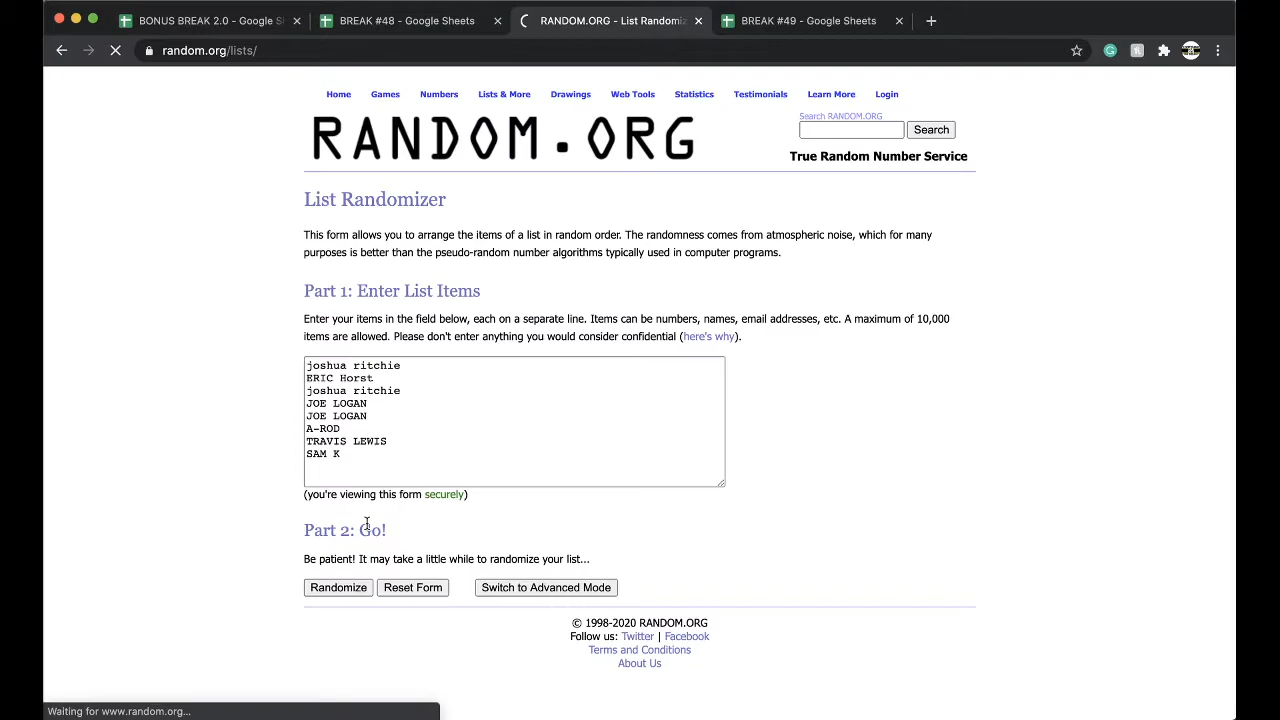 BONUS BREAK 2.0 - Google S
BREAK #48 - Google Sheets
RANDOM.ORG - List Randomiz
BREAK #49 - Google Sheets
random.org/lists/
Home Games Numbers Lists & More Drawings Web Tools Statistics Testimonials Learn More Login
RANDOM.ORG
Search RANDOM.ORG
Search
True Random Number Service
List Randomizer
This form allows you to arrange the items of a list in random order. The randomness comes from atmospheric noise, which for many
purposes is better than the pseudo-random number algorithms typically used in computer programs.
Part 1: Enter List Items
Enter your items in the field below, each on a separate line. Items can be numbers, names, email addresses, etc. A maximum of 10,000
items are allowed. Please don't enter anything you would consider confidential (here's why).
joshua ritchie
ERIC Horst
joshua ritchie
JOE LOGAN
JOE LOGAN
A-ROD
TRAVIS LEWIS
SAM K
(you're viewing this form securely)
Part 2: Go!
Be patient! It may take a little while to randomize your list...
Randomize Reset Form Switch to Advanced Mode
© 1998-2020 RANDOM.ORG
Follow us: Twitter | Facebook
Terms and Conditions
About Us
Waiting for www.random.org...